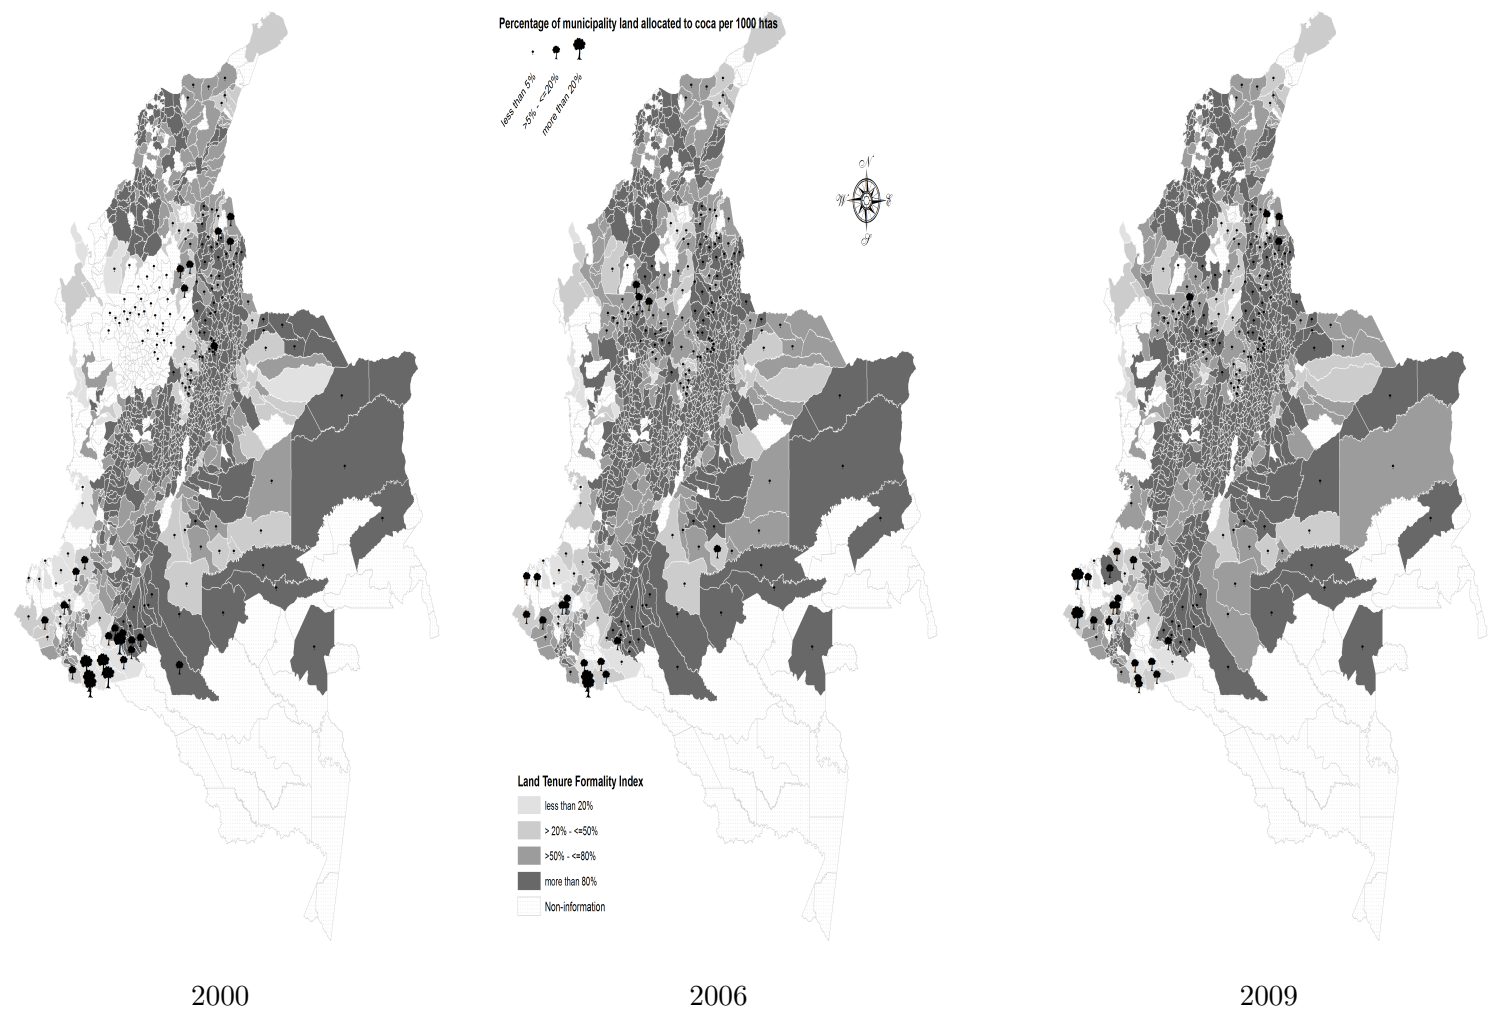 Percentage of municipality land allocated to coca per 1000 htas
less than 5%
>5% - <=20%
more than 20%
N
W
E
S
Land Tenure Formality Index
less than 20%
> 20% - <=50%
>50% - <=80%
more than 80%
Non-information
2000
2006
2009